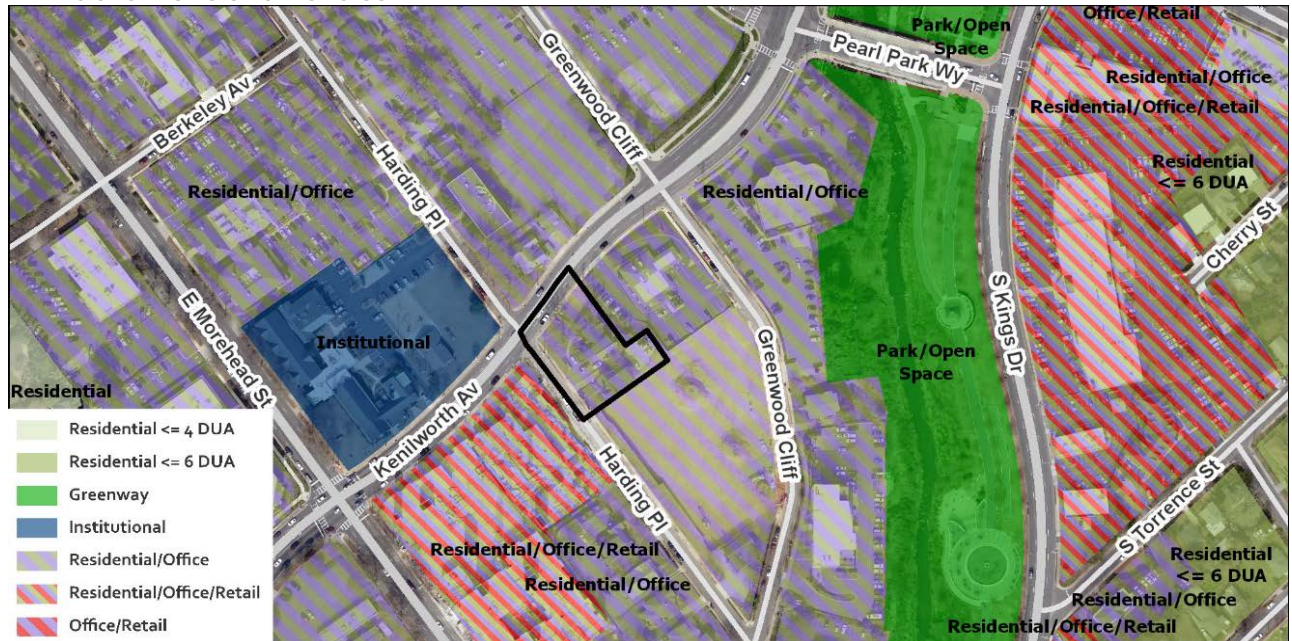 Office/Retail
Park/Open
Space
Pearl Park Wy
Greenwood Cliff
Residential/Office
Residential/Office/Retail
Berkeley Av
Harding Pl
Residential
<= 6 DUA
Residential/Office
Residential/Office
Cherry St
S Kings Dr
E Morehead St
Institutional
Greenwood Cliff
Park/Open
Space
Residential
Kenilworth Av
Harding Pl
S Torrence St
Residential/Office/Retail
Residential/Office
Residential
<= 6 DUA
Residential/Office
Residential/Office/Retail
Residential <= 4 DUA
Residential <= 6 DUA
Greenway
Institutional
Residential/Office
Residential/Office/Retail
Office/Retail